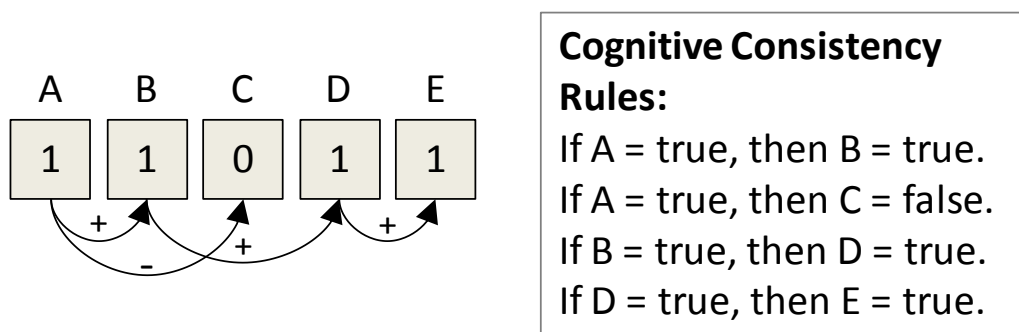 A B C D E
1 1 0 1 1
+ - + +
Cognitive Consistency
Rules:
If A = true, then B = true.
If A = true, then C = false.
If B = true, then D = true.
If D = true, then E = true.